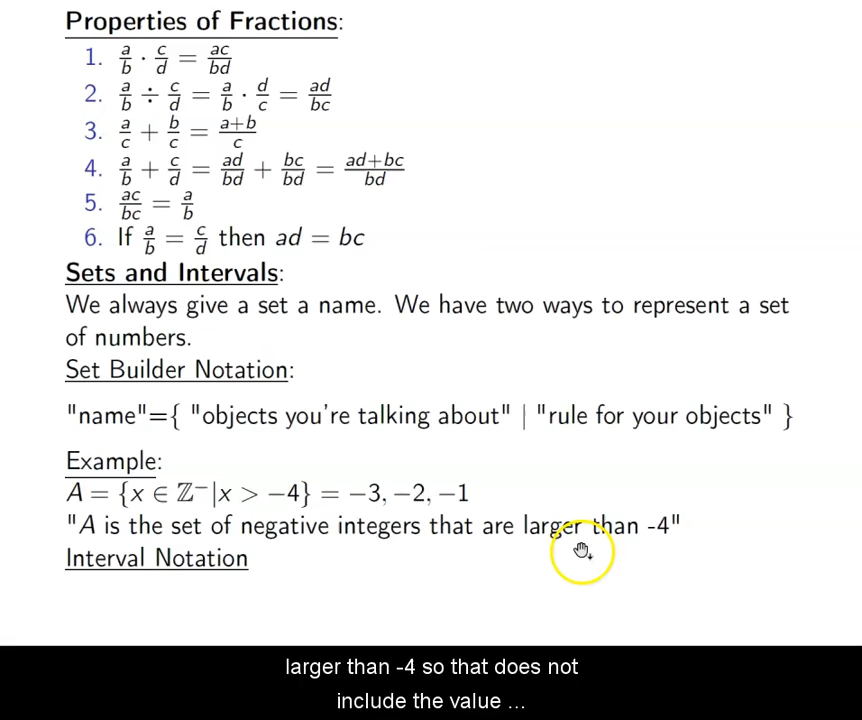 Properties of Fractions:
1. a/b · c/d = ac/bd
2. a/b ÷ c/d = a/b · d/c = ad/bc
3. a/c + b/c = a+b/c
4. a/b + c/d = ad/bd + bc/bd = ad+bc/bd
5. ac/bc = a/b
6. If a/b = c/d then ad = bc
Sets and Intervals:
We always give a set a name. We have two ways to represent a set
of numbers.
Set Builder Notation:
"name"={ "objects you're talking about" | "rule for your objects" }
Example:
A = {x ∈ ℤ⁻|x > −4} = −3, −2, −1
"A is the set of negative integers that are larger than -4"
Interval Notation
larger than -4 so that does not
include the value ...